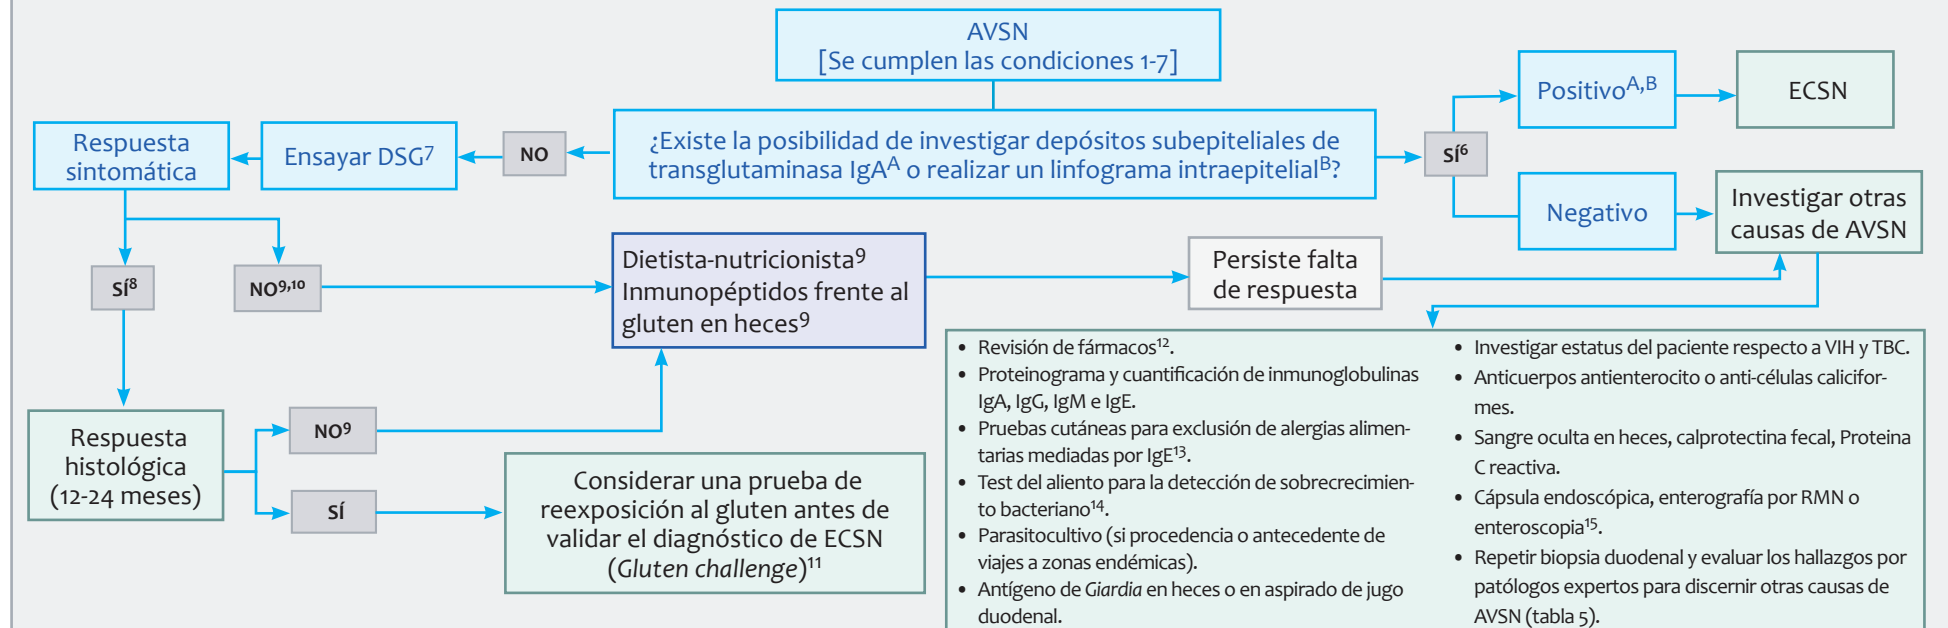 AVSN
[Se cumplen las condiciones 1-7]
¿Existe la posibilidad de investigar depósitos subepiteliales de
transglutaminasa IgAᴬ o realizar un linfograma intraepitelialᴮ?
SÍ⁶
Positivoᴬ,ᴮ
ECSN
Negativo
Investigar otras
causas de AVSN
NO
Ensayar DSG⁷
Respuesta
sintomática
SÍ⁸
NO⁹,¹⁰
Dietista-nutricionista⁹
Inmunopéptidos frente al
gluten en heces⁹
Persiste falta
de respuesta
Respuesta
histológica
(12-24 meses)
NO⁹
SÍ
Considerar una prueba de
reexposición al gluten antes de
validar el diagnóstico de ECSN
(Gluten challenge)¹¹
• Revisión de fármacos¹².
• Proteinograma y cuantificación de inmunoglobulinas
IgA, IgG, IgM e IgE.
• Pruebas cutáneas para exclusión de alergias alimen-
tarias mediadas por IgE¹³.
• Test del aliento para la detección de sobrecrecimien-
to bacteriano¹⁴.
• Parasitocultivo (si procedencia o antecedente de
viajes a zonas endémicas).
• Antígeno de Giardia en heces o en aspirado de jugo
duodenal.
• Investigar estatus del paciente respecto a VIH y TBC.
• Anticuerpos antienterocito o anti-células calicifor-
mes.
• Sangre oculta en heces, calprotectina fecal, Proteina
C reactiva.
• Cápsula endoscópica, enterografía por RMN o
enteroscopia¹⁵.
• Repetir biopsia duodenal y evaluar los hallazgos por
patólogos expertos para discernir otras causas de
AVSN (tabla 5).